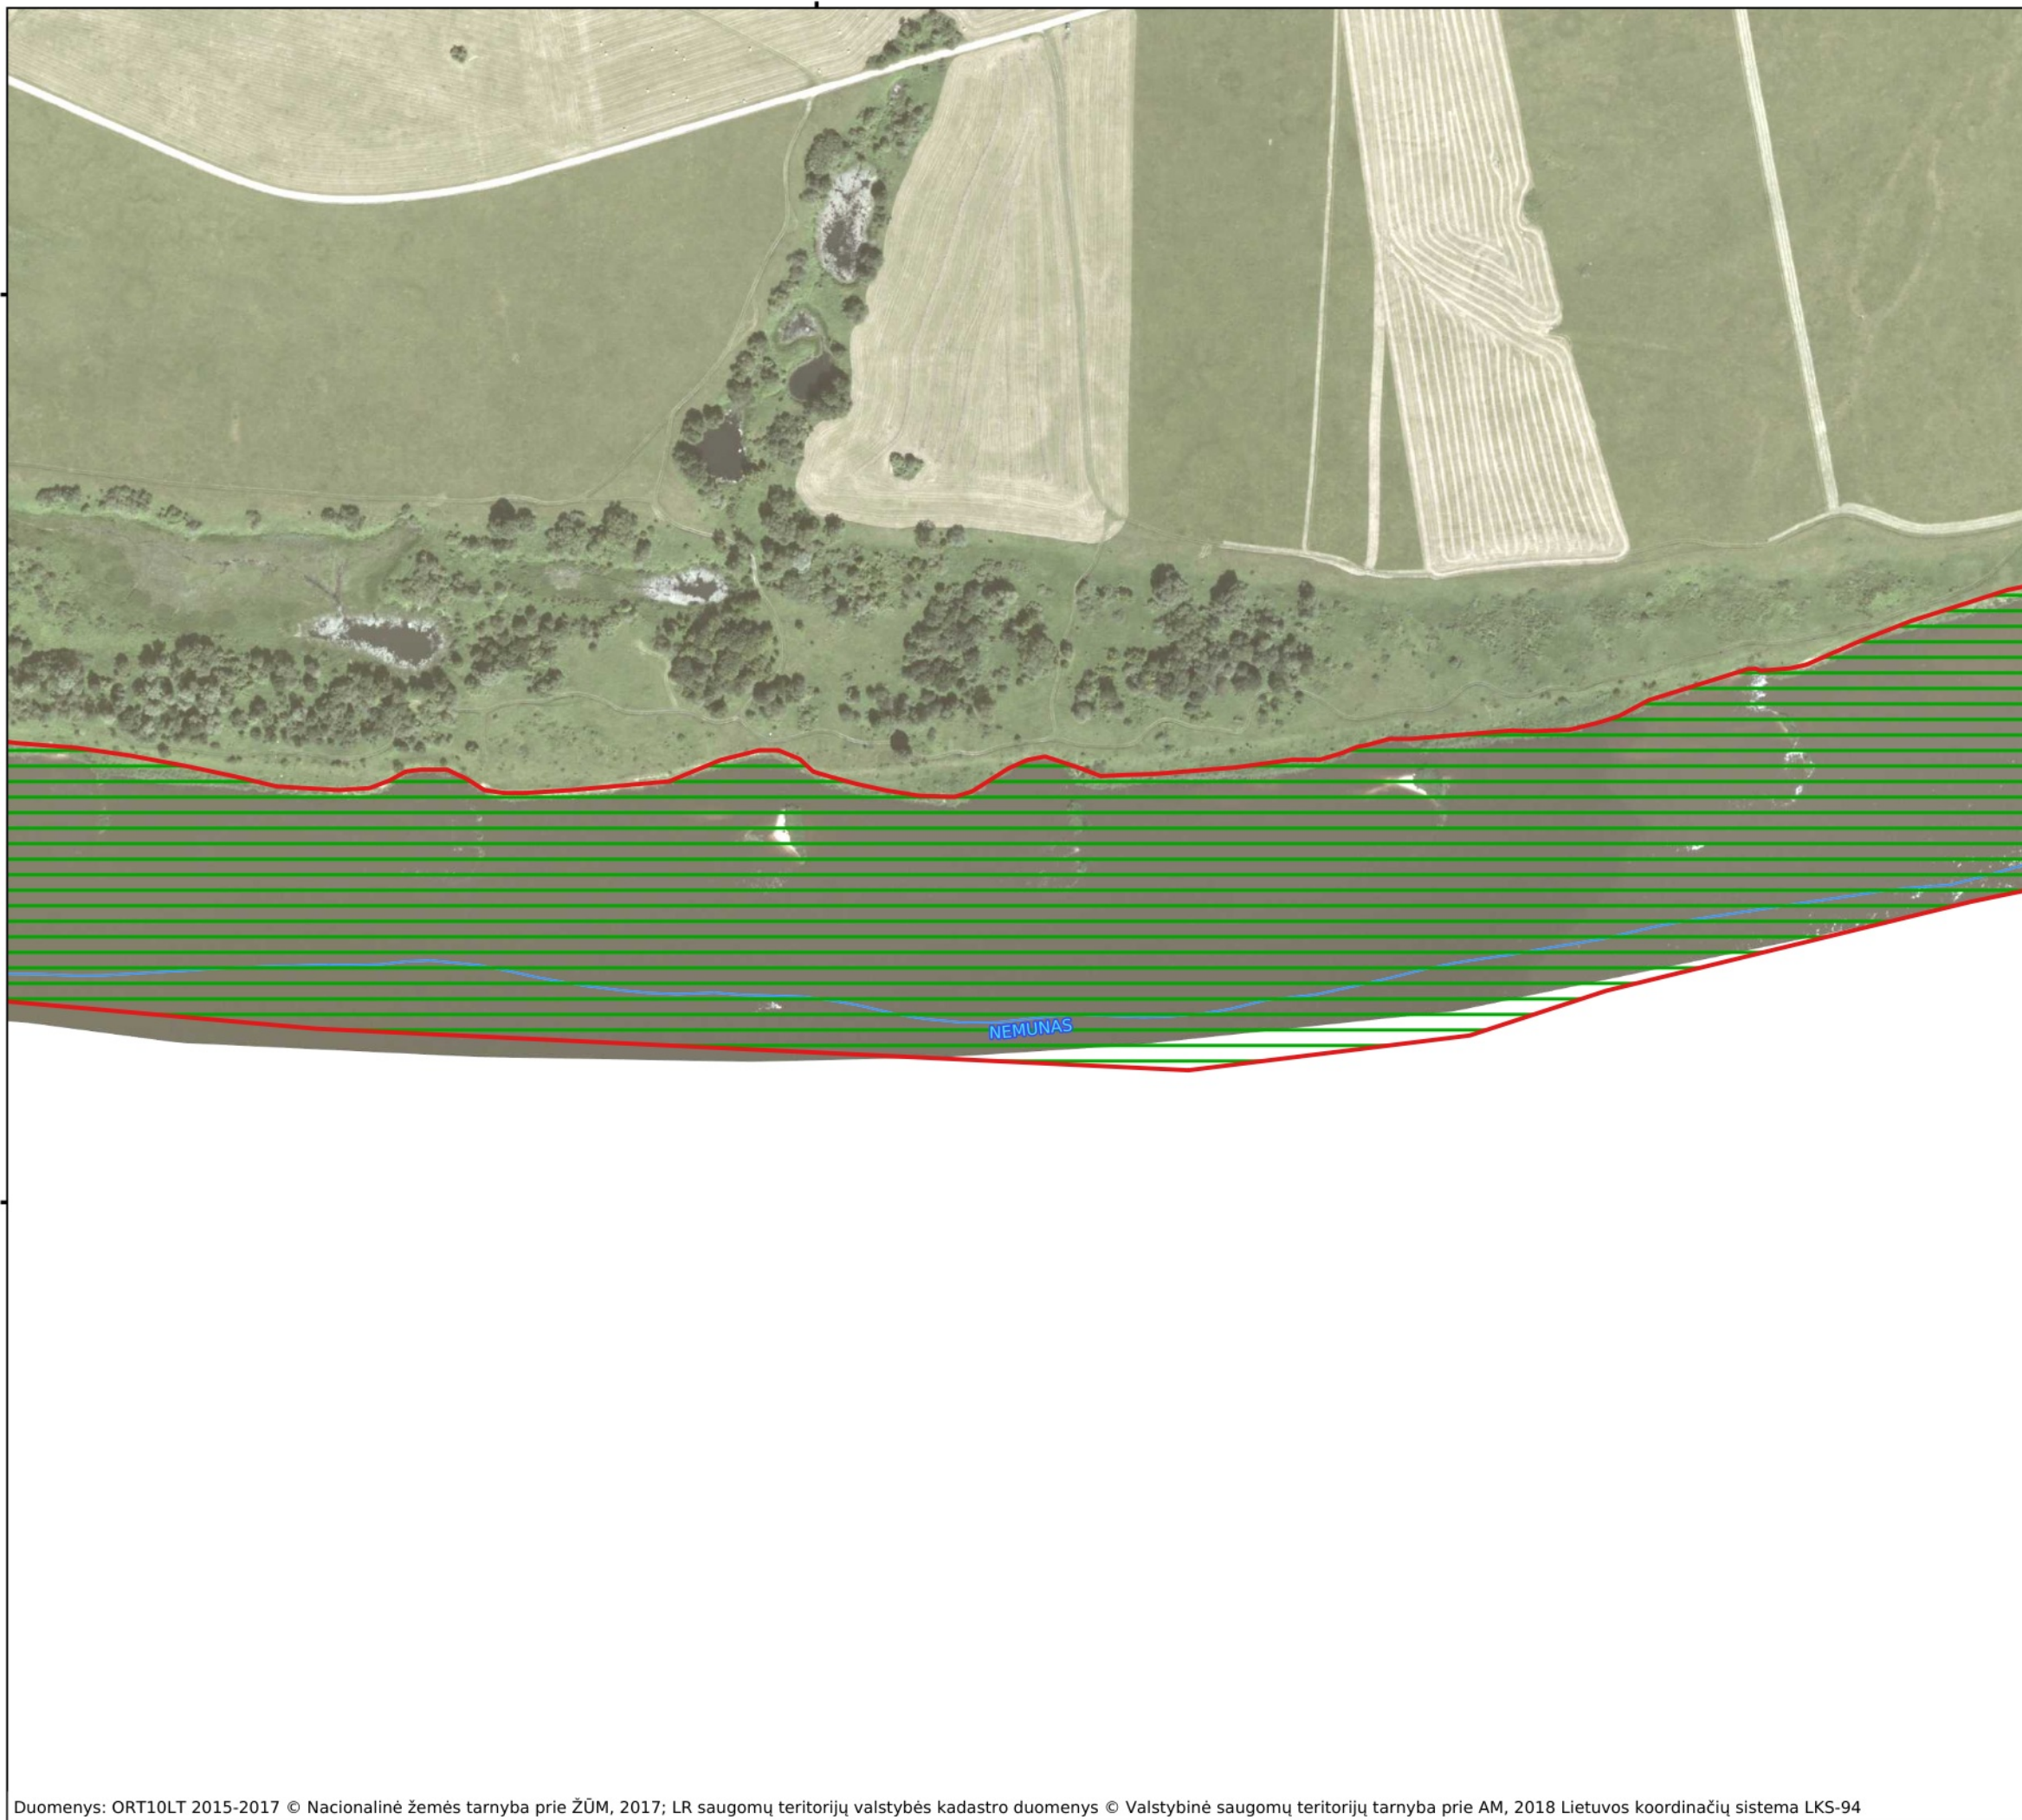 NEMUNAS
Duomenys: ORT10LT 2015-2017 © Nacionalinė žemės tarnyba prie ŽŪM, 2017; LR saugomų teritorijų valstybės kadastro duomenys © Valstybinė saugomų teritorijų tarnyba prie AM, 2018 Lietuvos koordinačių sistema LKS-94